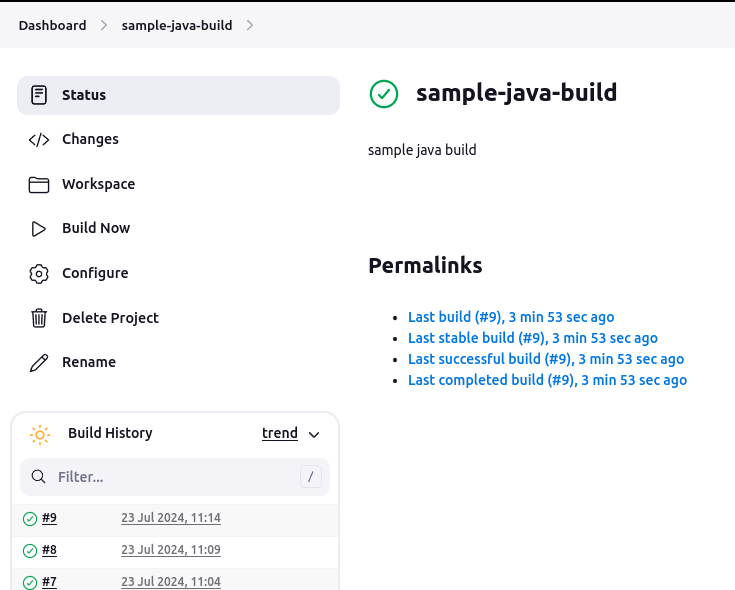 Dashboard > sample-java-build >
Status
Changes
Workspace
Build Now
Configure
Delete Project
Rename
Build History trend
Filter... /
#9 23 Jul 2024, 11:14
#8 23 Jul 2024, 11:09
#7 23 Jul 2024, 11:04
sample-java-build
sample java build
Permalinks
• Last build (#9), 3 min 53 sec ago
• Last stable build (#9), 3 min 53 sec ago
• Last successful build (#9), 3 min 53 sec ago
• Last completed build (#9), 3 min 53 sec ago